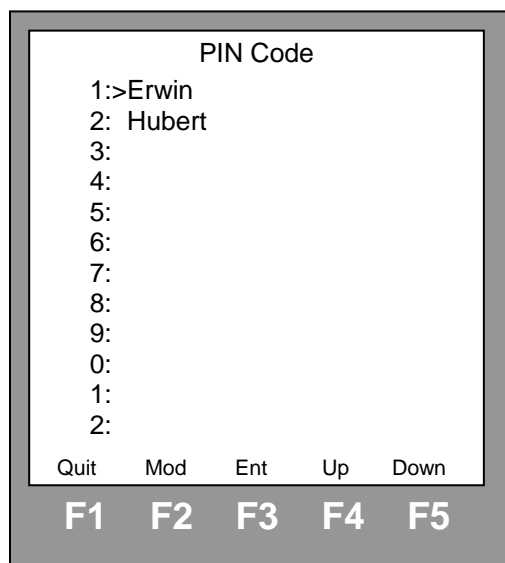 PIN Code
1:>Erwin
2: Hubert
3:
4:
5:
6:
7:
8:
9:
0:
1:
2:
Quit Mod Ent Up Down
F1 F2 F3 F4 F5